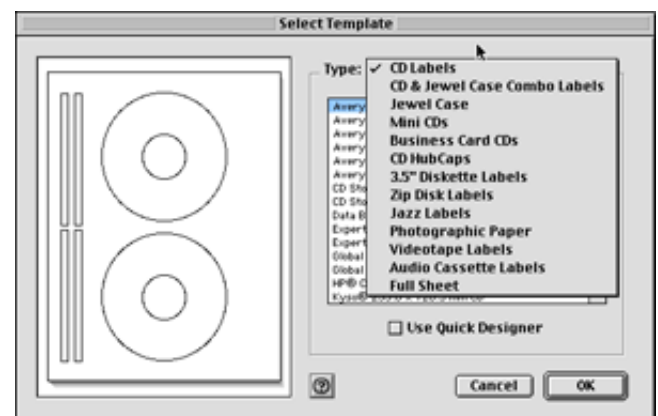 Select Template
Type: ✓ CD Labels
CD & Jewel Case Combo Labels
Jewel Case
Mini CDs
Business Card CDs
CD HubCaps
3.5" Diskette Labels
Zip Disk Labels
Jazz Labels
Photographic Paper
Videotape Labels
Audio Cassette Labels
Full Sheet
Avery
Avery
Avery
Avery
Avery
Avery
CD Sto
CD Sto
Data B
Expert
Expert
Global
Global
HP® C
Use Quick Designer
?
Cancel
OK